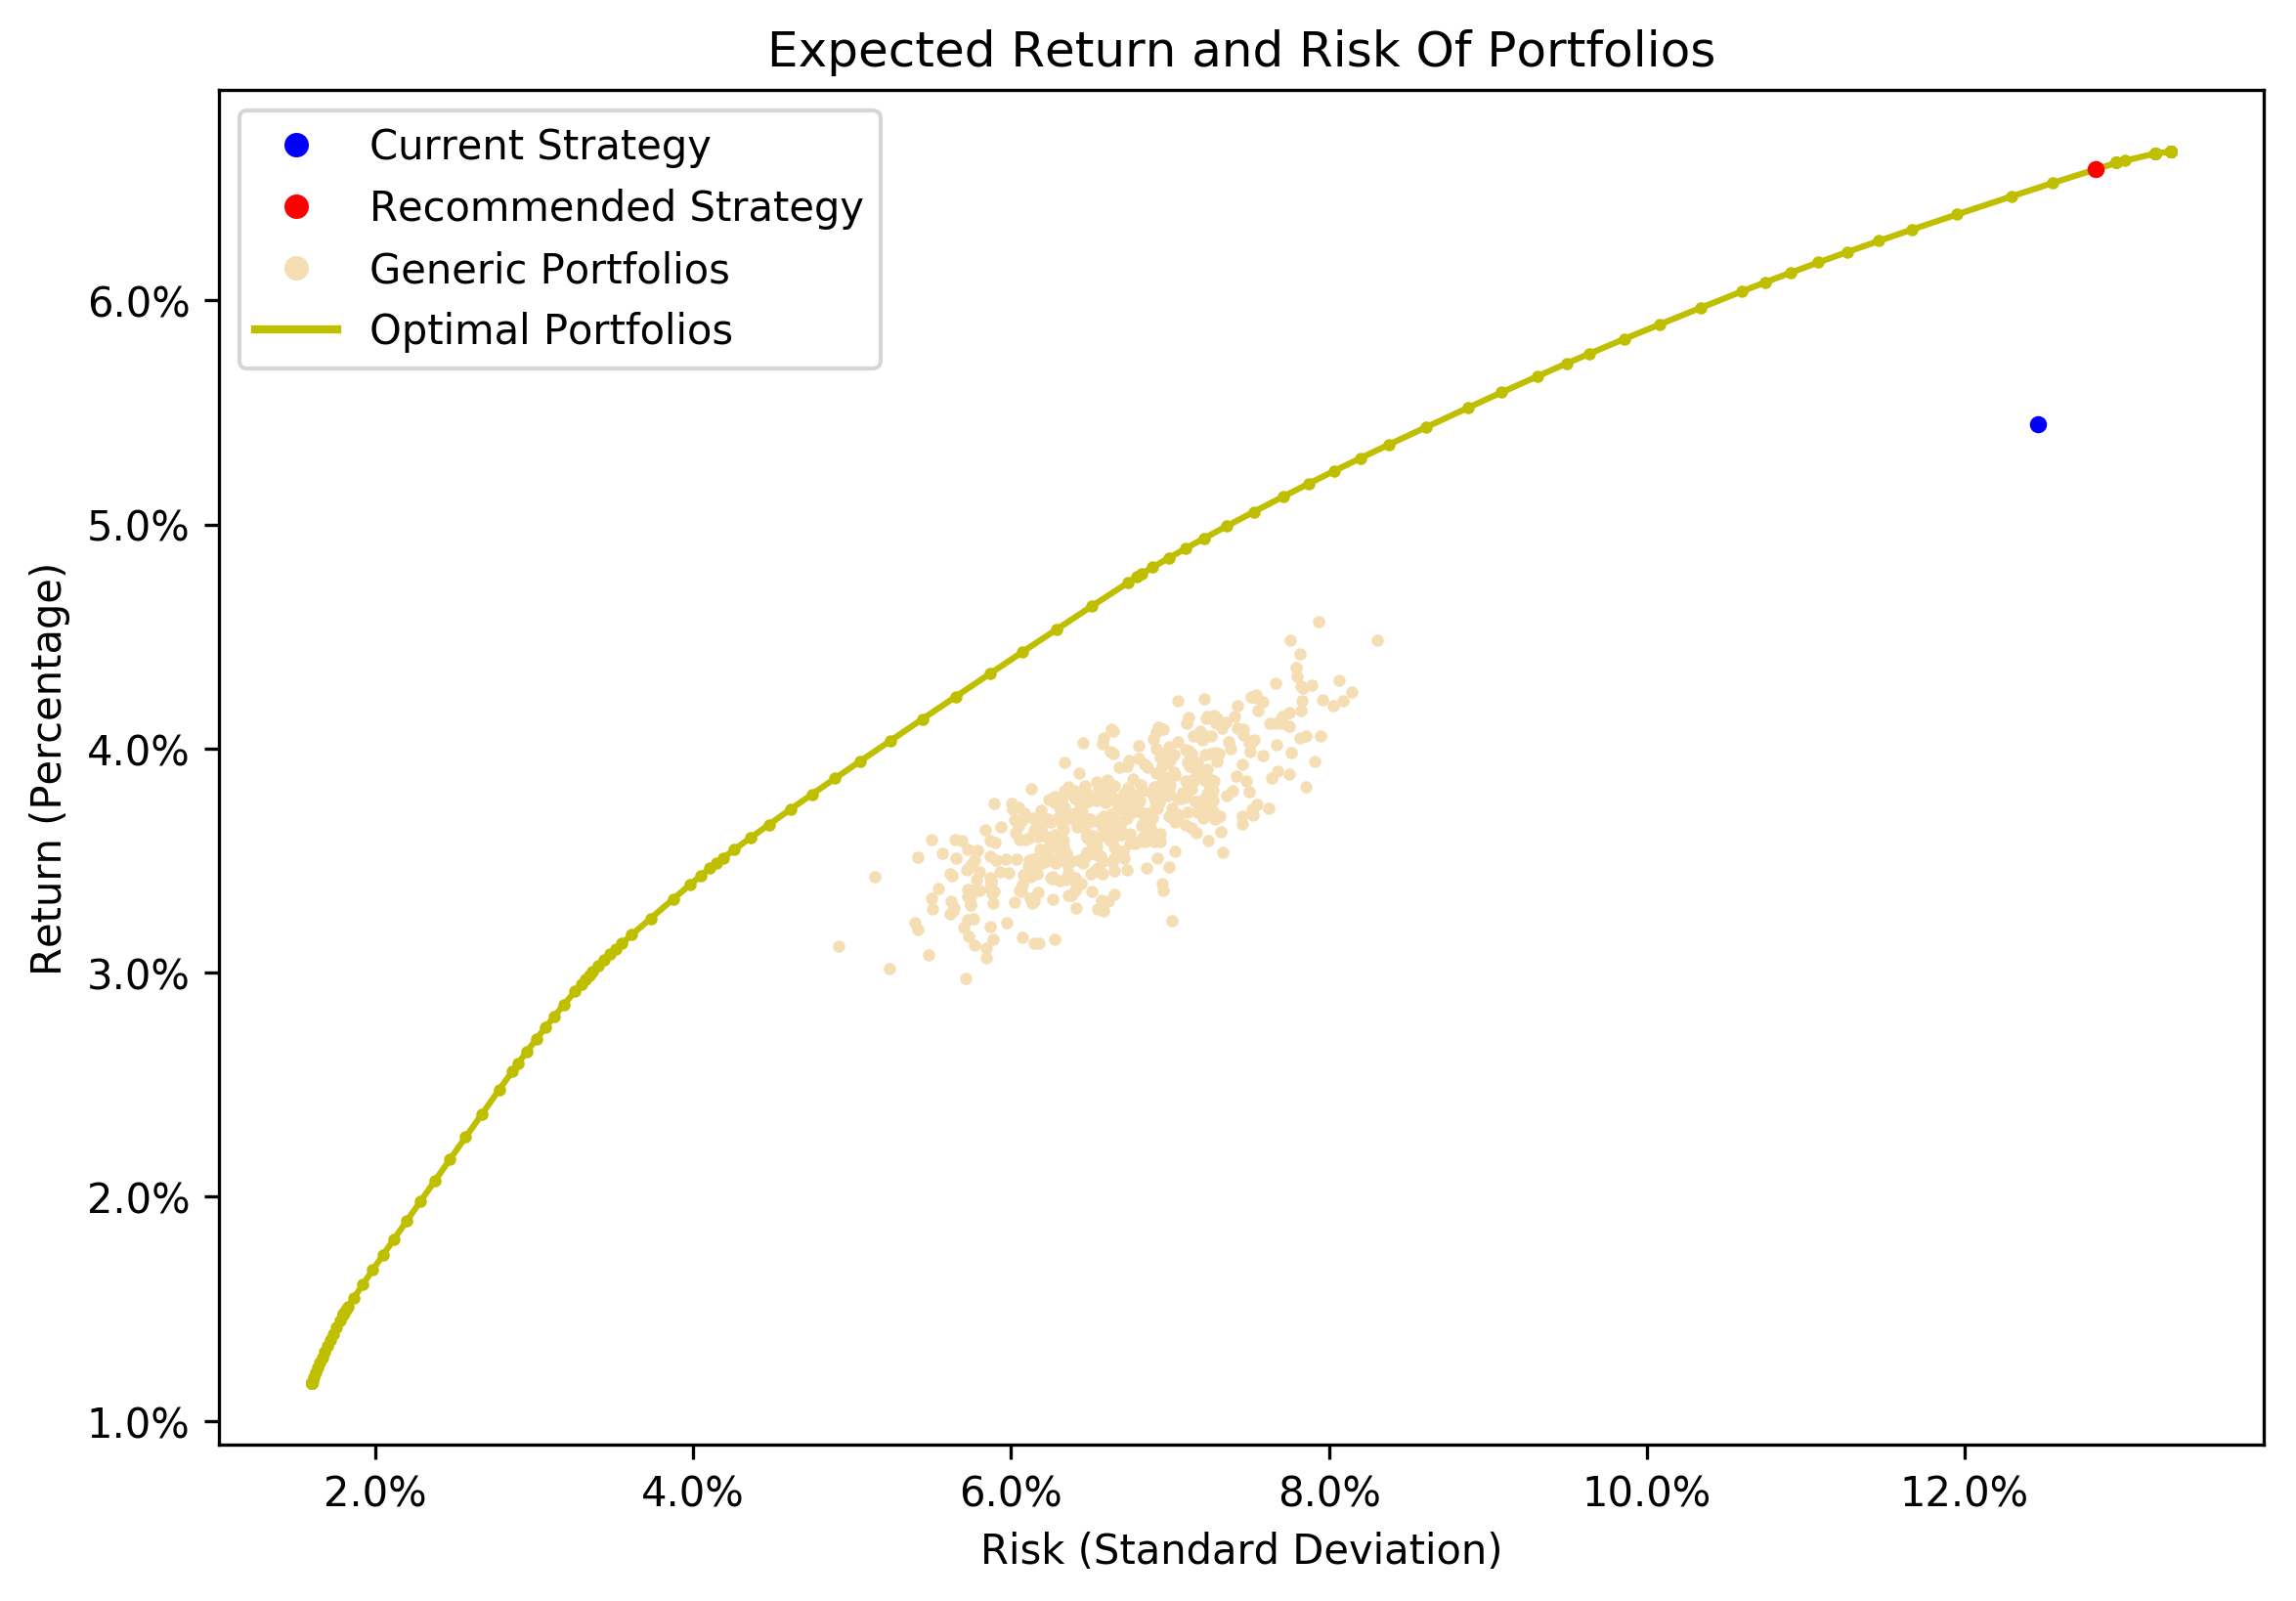 Expected Return and Risk Of Portfolios
Current Strategy
Recommended Strategy
Generic Portfolios
Optimal Portfolios
Return (Percentage)
6.0%
5.0%
4.0%
3.0%
2.0%
1.0%
2.0% 4.0% 6.0% 8.0% 10.0% 12.0%
Risk (Standard Deviation)